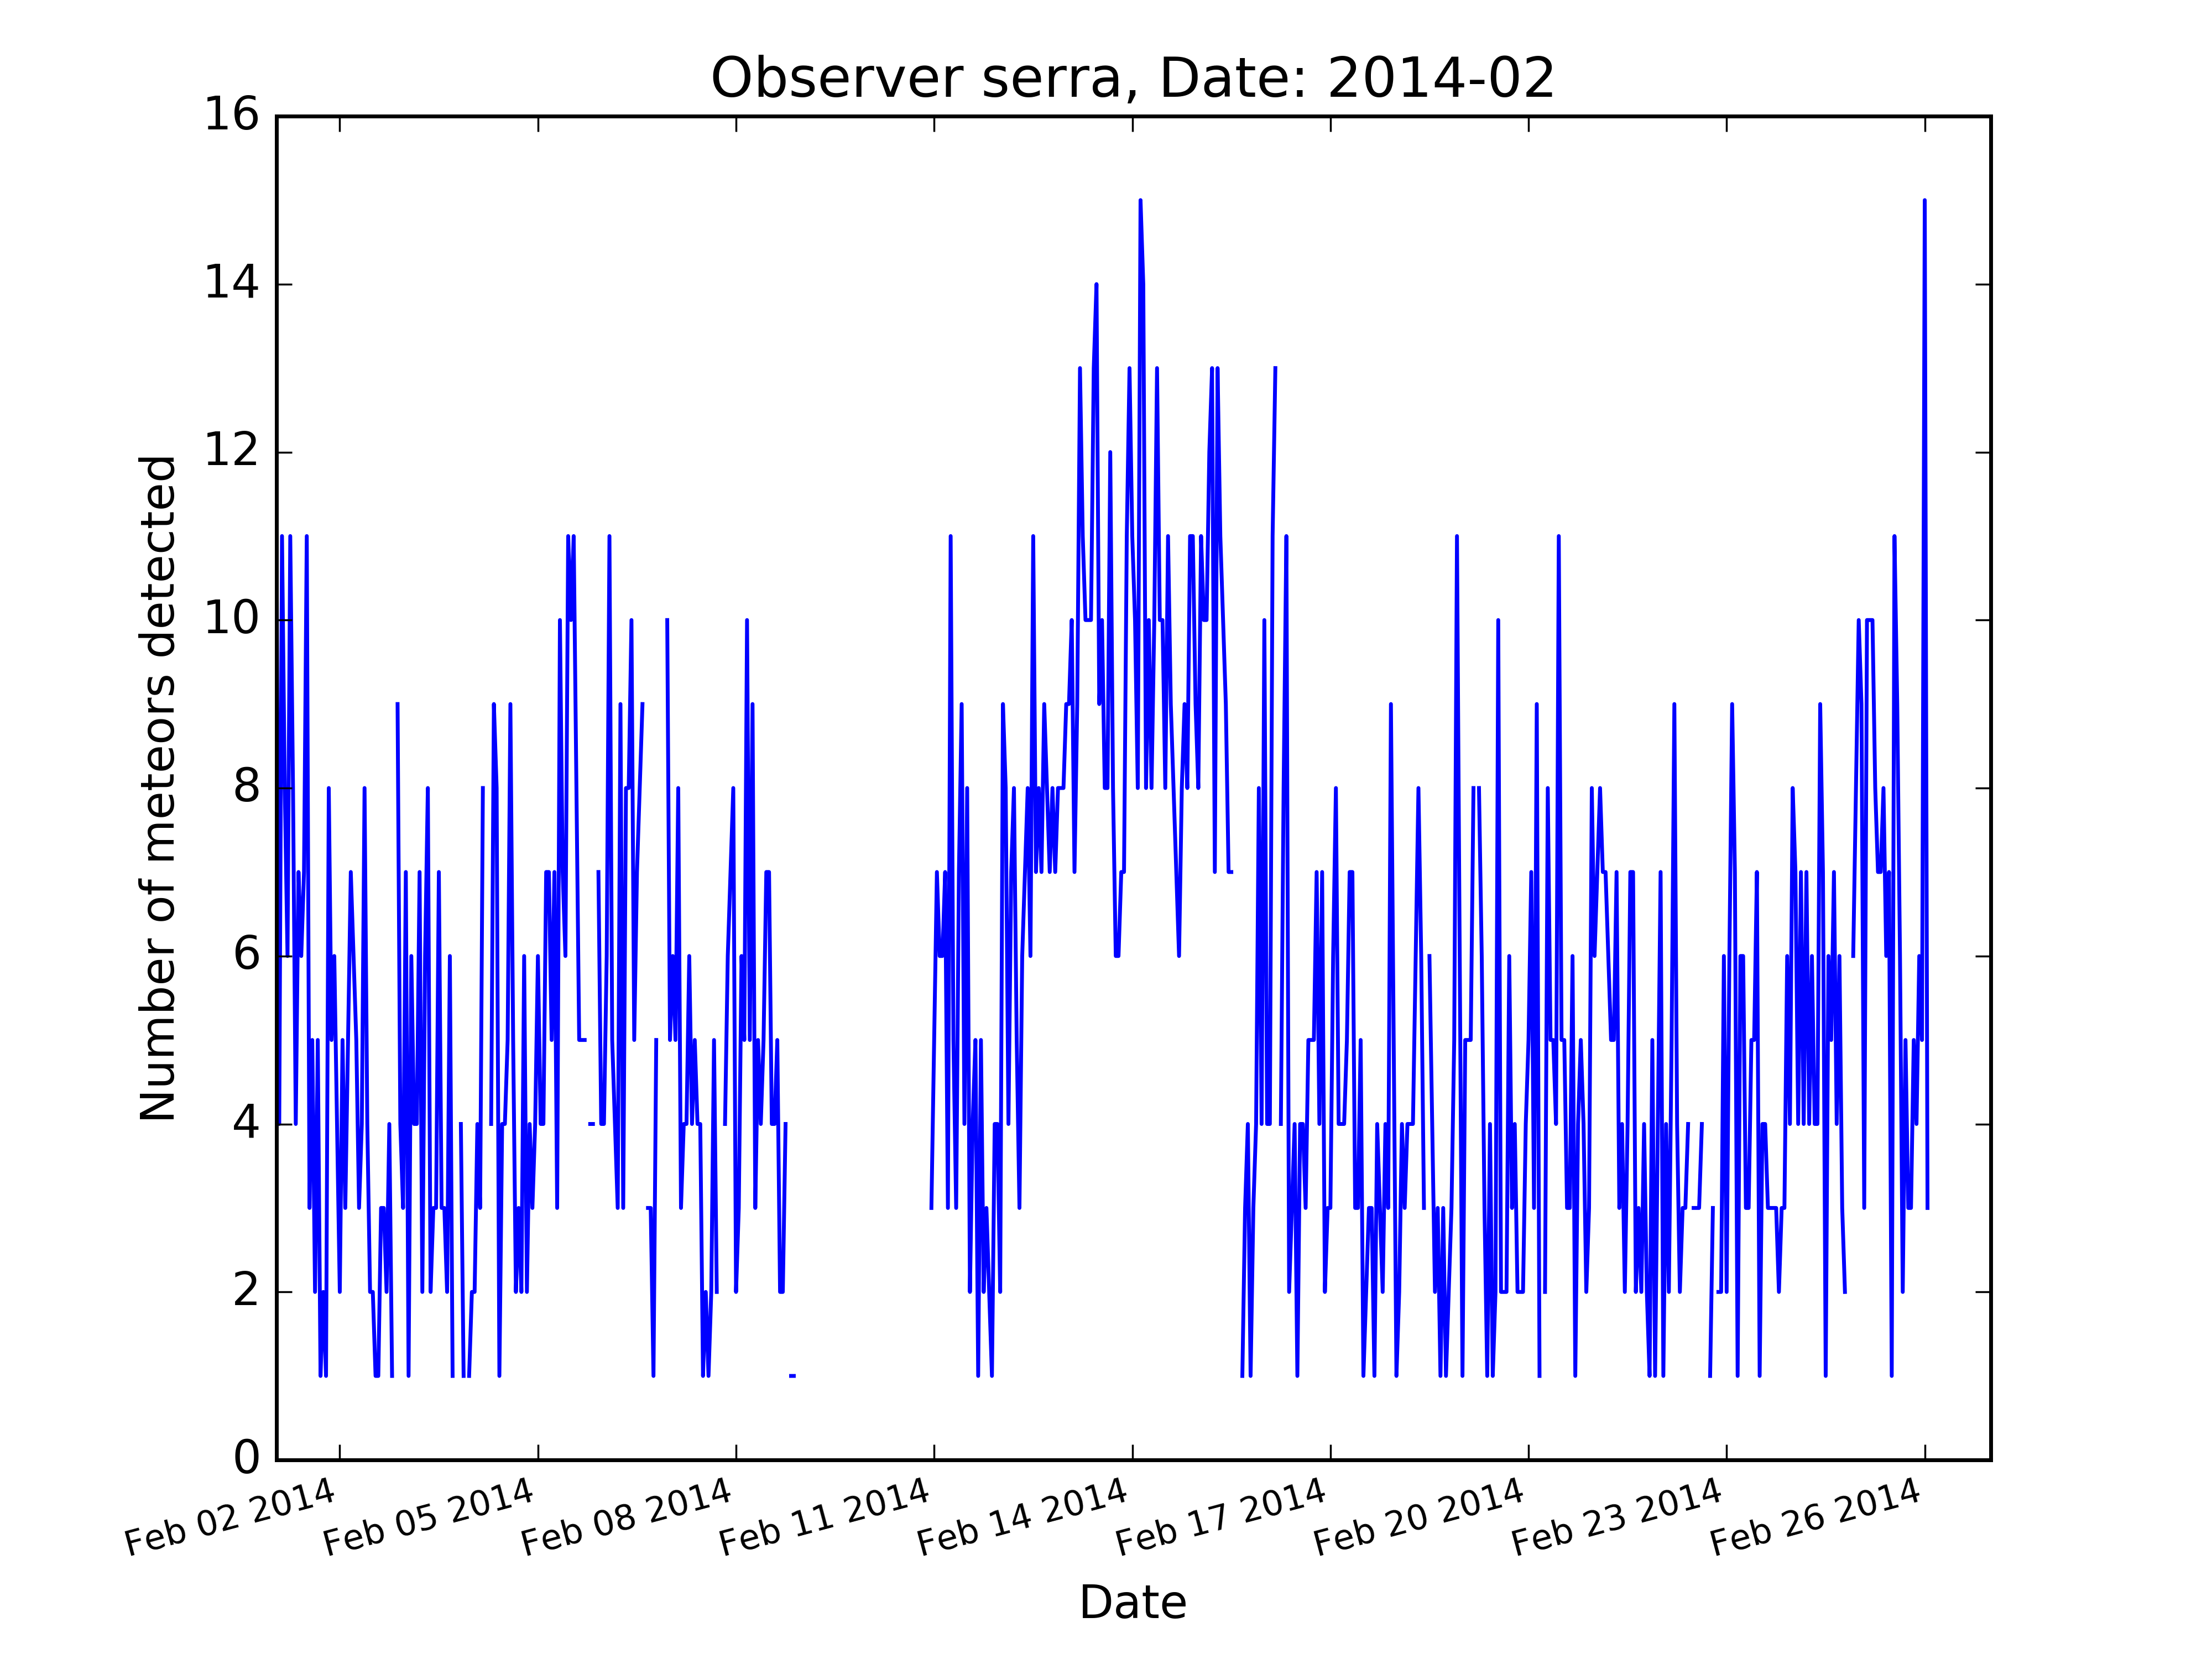 Observer serra, Date: 2014-02
16
14
12
10
8
6
4
2
0
Number of meteors detected
Feb 02 2014
Feb 05 2014
Feb 08 2014
Feb 11 2014
Feb 14 2014
Feb 17 2014
Feb 20 2014
Feb 23 2014
Feb 26 2014
Date